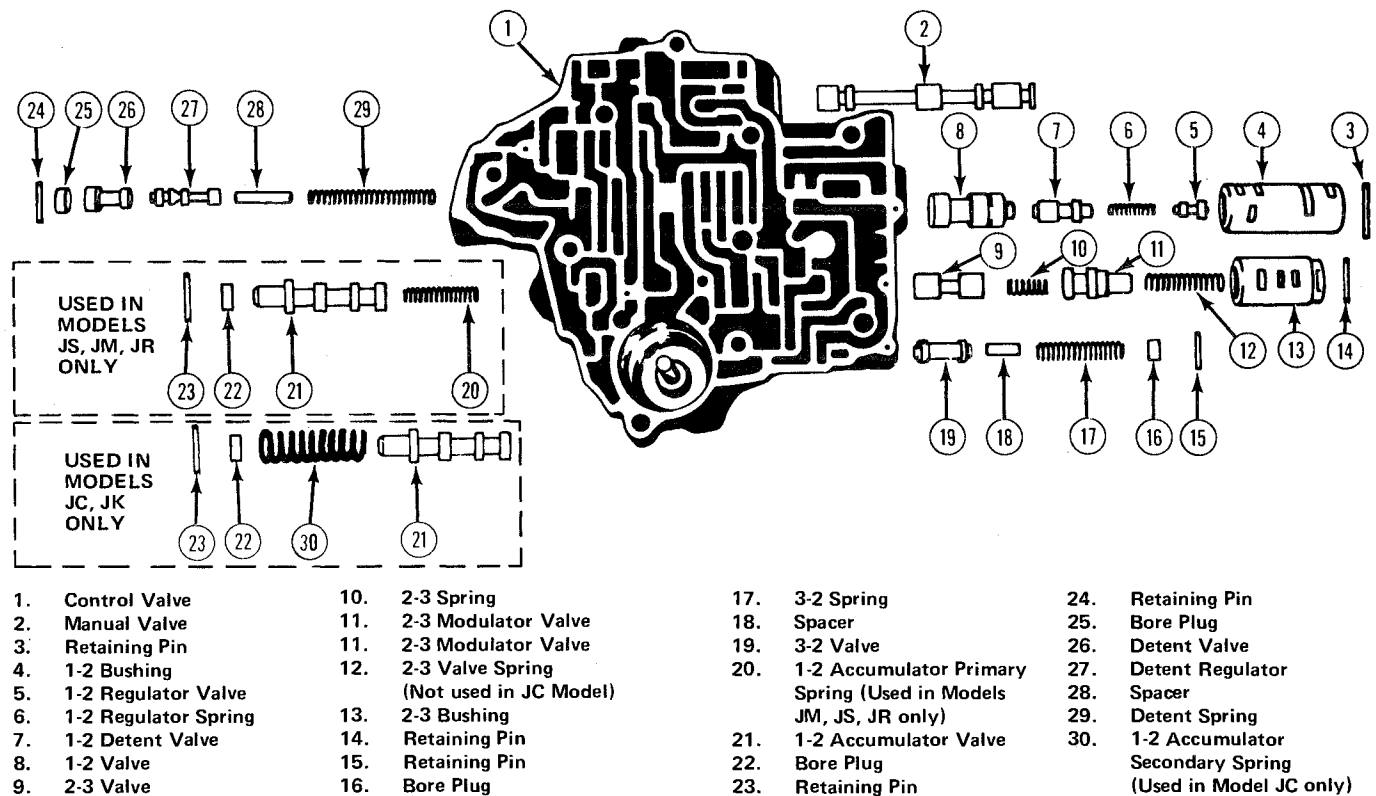 1
2
24
25
26
27
28
29
8
7
6
5
4
3
9
10
11
12
13
14
USED IN
MODELS
JS, JM, JR
ONLY
23
22
21
20
19
18
17
16
15
USED IN
MODELS
JC, JK
ONLY
23
22
30
21
1. Control Valve
2. Manual Valve
3. Retaining Pin
4. 1-2 Bushing
5. 1-2 Regulator Valve
6. 1-2 Regulator Spring
7. 1-2 Detent Valve
8. 1-2 Valve
9. 2-3 Valve
10. 2-3 Spring
11. 2-3 Modulator Valve
11. 2-3 Modulator Valve
12. 2-3 Valve Spring
(Not used in JC Model)
13. 2-3 Bushing
14. Retaining Pin
15. Retaining Pin
16. Bore Plug
17. 3-2 Spring
18. Spacer
19. 3-2 Valve
20. 1-2 Accumulator Primary
Spring (Used in Models
JM, JS, JR only)
21. 1-2 Accumulator Valve
22. Bore Plug
23. Retaining Pin
24. Retaining Pin
25. Bore Plug
26. Detent Valve
27. Detent Regulator
28. Spacer
29. Detent Spring
30. 1-2 Accumulator
Secondary Spring
(Used in Model JC only)